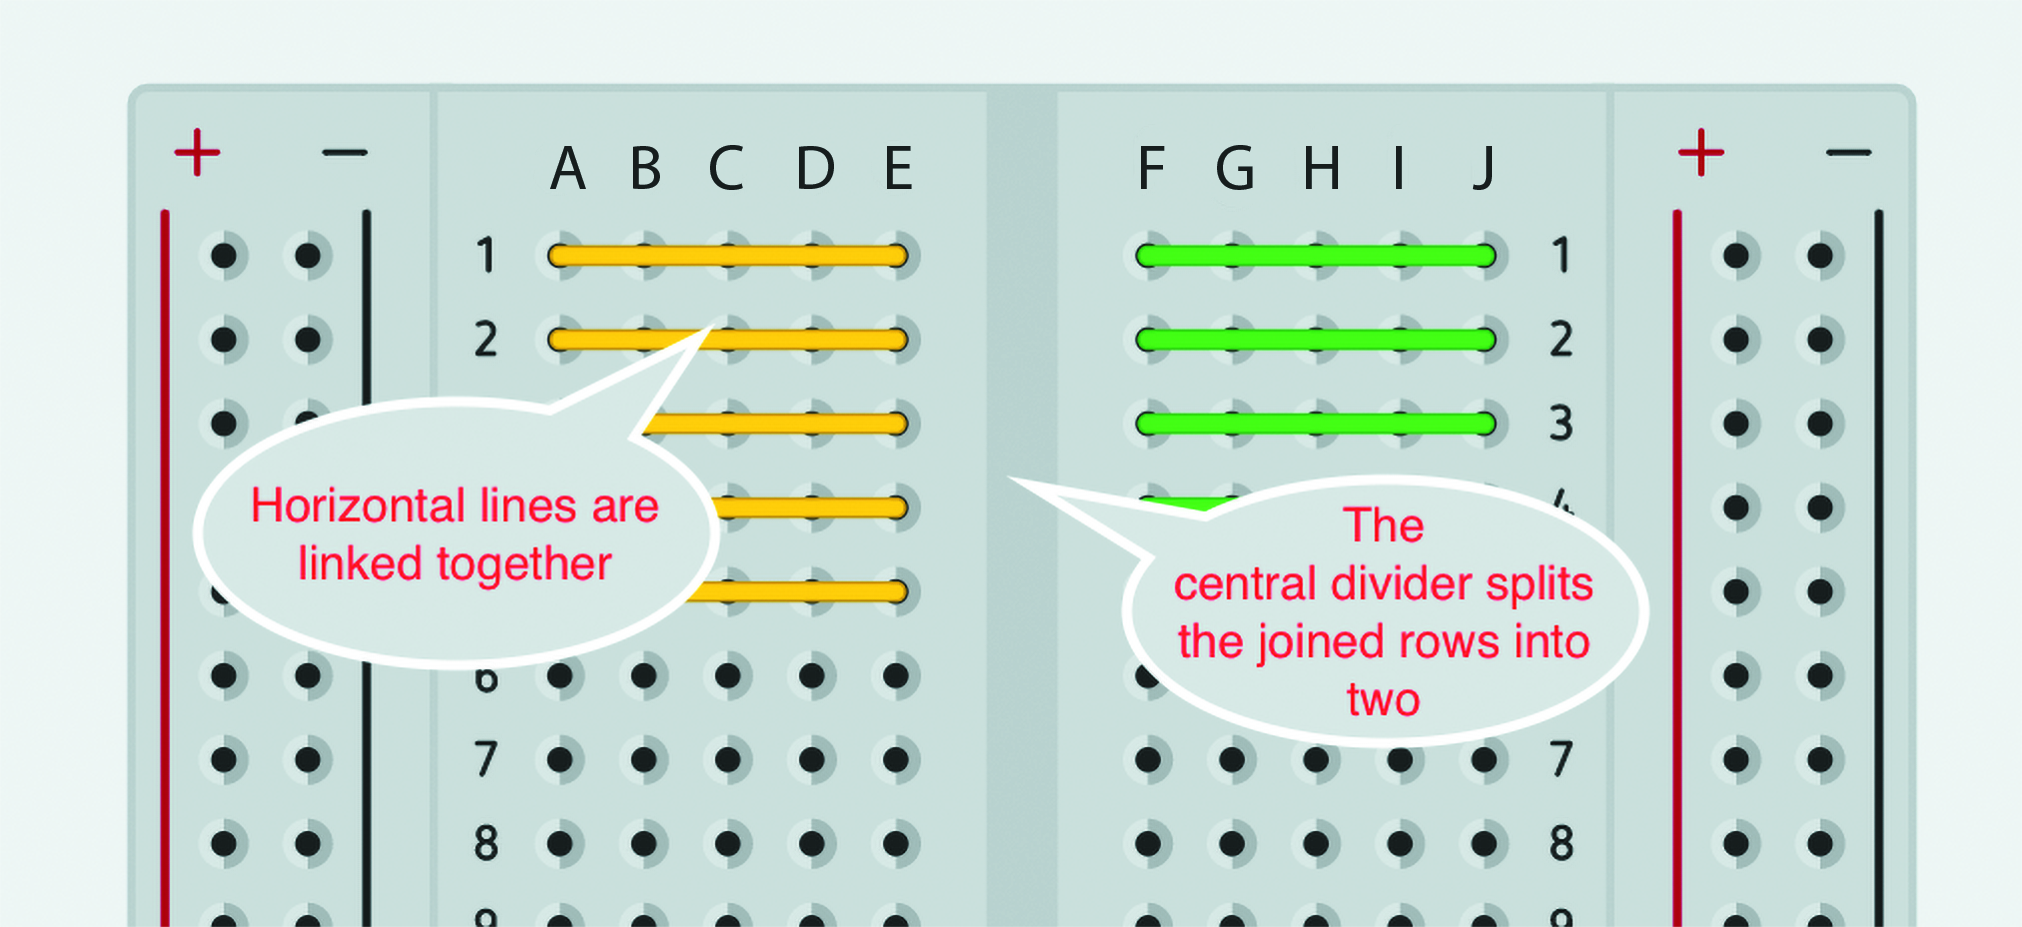 + − A B C D E F G H I J + −
1 1
2 2
3
Horizontal lines are
linked together
4
The
central divider splits
the joined rows into
two
6
7 7
8 8
9 9